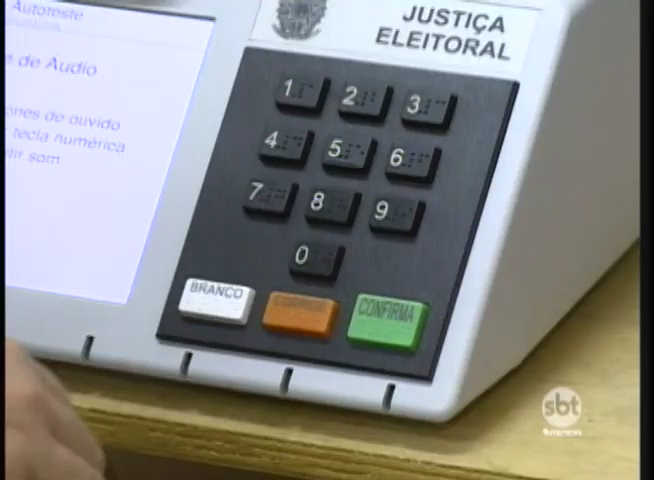 Autoteste
e de Audio
ones de ouvido
tecla numérica
tir som
JUSTIÇA
ELEITORAL
1 2 3
4 5 6
7 8 9
0
BRANCO CORRIGE CONFIRMA
sbt